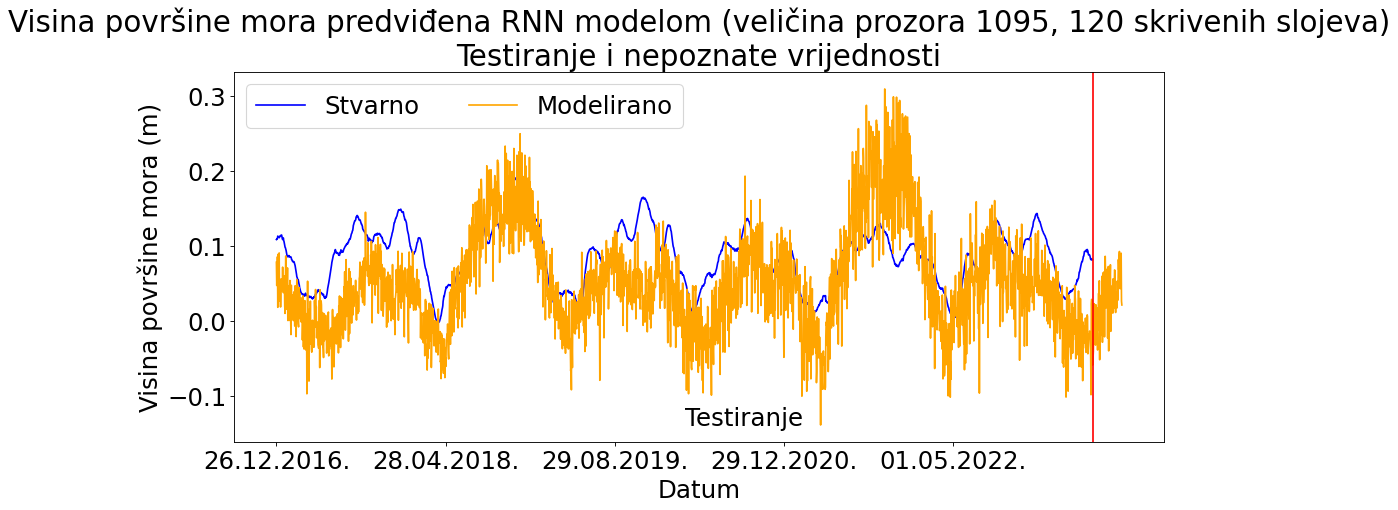 Visina površine mora predviđena RNN modelom (veličina prozora 1095, 120 skrivenih slojeva)
Testiranje i nepoznate vrijednosti
Stvarno
Modelirano
Visina površine mora (m)
0.3
0.2
0.1
0.0
−0.1
Testiranje
26.12.2016.
28.04.2018.
29.08.2019.
29.12.2020.
01.05.2022.
Datum